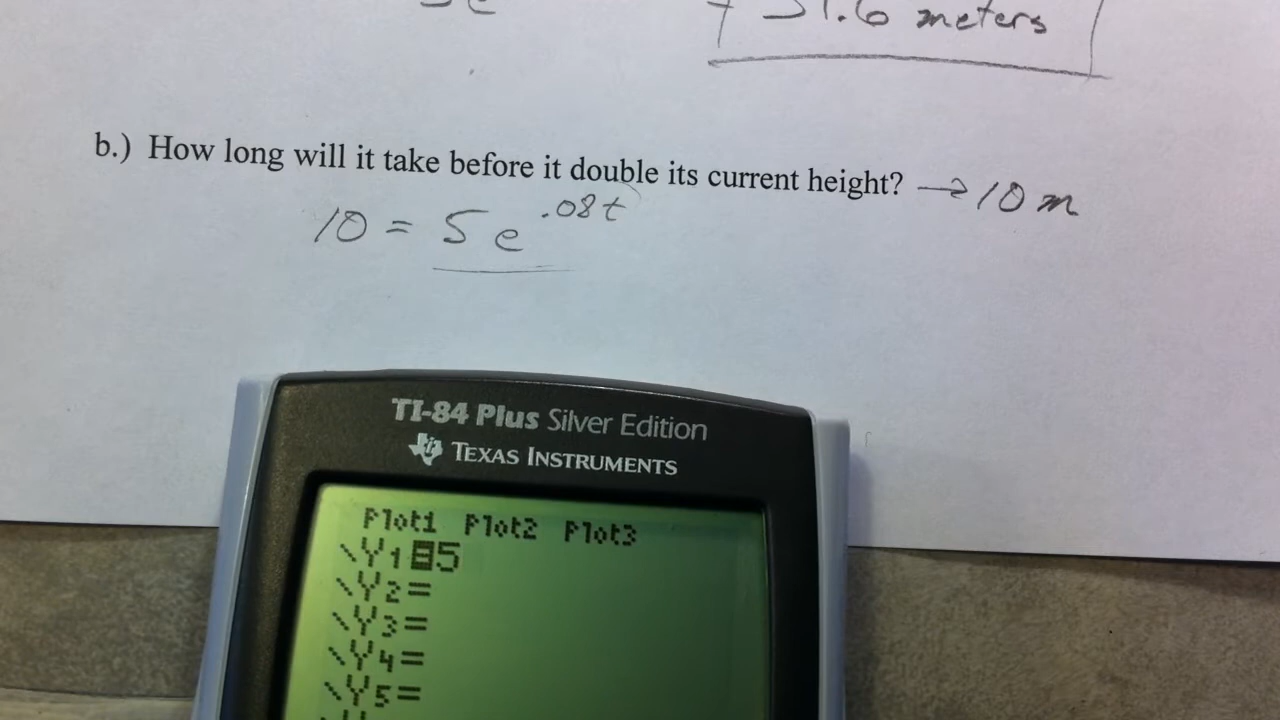 meters
b.) How long will it take before it double its current height? → 10 m
10 = 5e^.08t
TI-84 Plus Silver Edition
TEXAS INSTRUMENTS
Plot1 Plot2 Plot3
\Y1=5
\Y2=
\Y3=
\Y4=
\Y5=